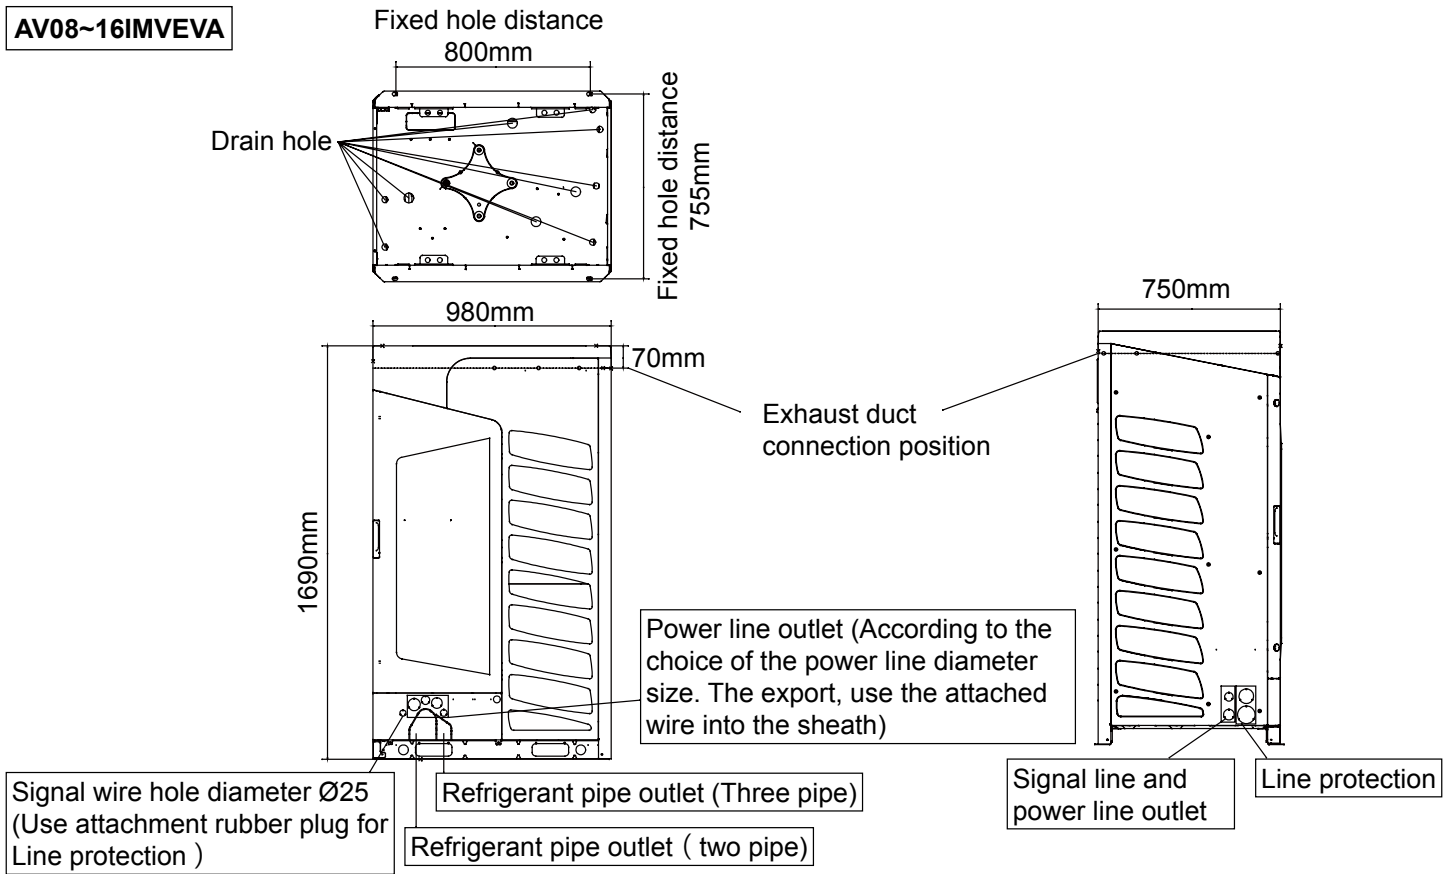 AV08~16IMVEVA
Fixed hole distance
800mm
Drain hole
Fixed hole distance
755mm
980mm
70mm
750mm
Exhaust duct
connection position
1690mm
Power line outlet (According to the
choice of the power line diameter
size. The export, use the attached
wire into the sheath)
Signal wire hole diameter Ø25
(Use attachment rubber plug for
Line protection )
Refrigerant pipe outlet (Three pipe)
Refrigerant pipe outlet ( two pipe)
Signal line and
power line outlet
Line protection